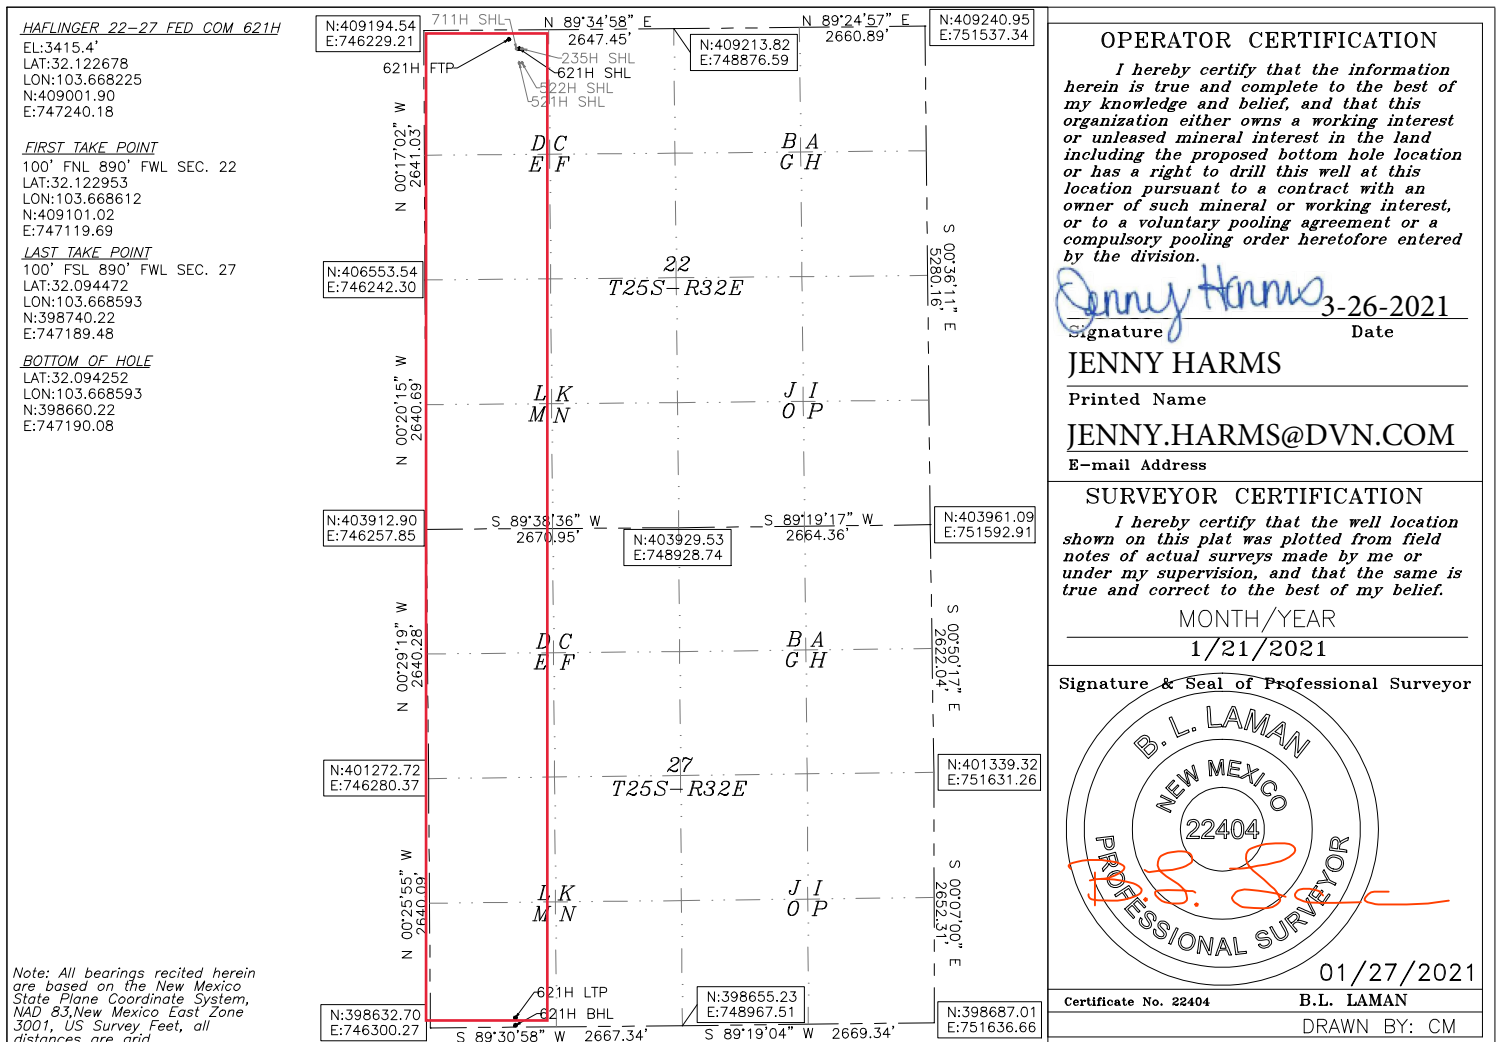 HAFLINGER 22-27 FED COM 621H
EL:3415.4'
LAT:32.122678
LON:103.668225
N:409001.90
E:747240.18
FIRST TAKE POINT
100' FNL 890' FWL SEC. 22
LAT:32.122953
LON:103.668612
N:409101.02
E:747119.69
LAST TAKE POINT
100' FSL 890' FWL SEC. 27
LAT:32.094472
LON:103.668593
N:398740.22
E:747189.48
BOTTOM OF HOLE
LAT:32.094252
LON:103.668593
N:398660.22
E:747190.08
Note: All bearings recited herein
are based on the New Mexico
State Plane Coordinate System,
NAD 83,New Mexico East Zone
3001, US Survey Feet, all
distances are grid
N:409194.54
E:746229.21
711H SHL
N 89°34'58" E
2647.45'
N:409213.82
E:748876.59
N 89°24'57" E
2660.89'
N:409240.95
E:751537.34
621H FTP
235H SHL
621H SHL
522H SHL
521H SHL
N 00°17'02" W
2641.03'
D C
E F
B A
G H
N:406553.54
E:746242.30
22
T25S-R32E
S 00°36'11" E
5280.16'
N 00°20'15" W
2640.69'
L K
M N
J I
O P
N:403912.90
E:746257.85
S 89°38'36" W
2670.95'
N:403929.53
E:748928.74
S 89°19'17" W
2664.36'
N:403961.09
E:751592.91
N 00°29'19" W
2640.28'
D C
E F
B A
G H
S 00°50'17" E
2622.04'
N:401272.72
E:746280.37
27
T25S-R32E
N:401339.32
E:751631.26
N 00°25'55" W
2640.09'
L K
M N
J I
O P
S 00°07'00" E
2652.31'
621H LTP
621H BHL
N:398632.70
E:746300.27
S 89°30'58" W 2667.34'
N:398655.23
E:748967.51
S 89°19'04" W 2669.34'
N:398687.01
E:751636.66
OPERATOR CERTIFICATION
I hereby certify that the information
herein is true and complete to the best of
my knowledge and belief, and that this
organization either owns a working interest
or unleased mineral interest in the land
including the proposed bottom hole location
or has a right to drill this well at this
location pursuant to a contract with an
owner of such mineral or working interest,
or to a voluntary pooling agreement or a
compulsory pooling order heretofore entered
by the division.
Jenny Harms 3-26-2021
Signature Date
JENNY HARMS
Printed Name
JENNY.HARMS@DVN.COM
E-mail Address
SURVEYOR CERTIFICATION
I hereby certify that the well location
shown on this plat was plotted from field
notes of actual surveys made by me or
under my supervision, and that the same is
true and correct to the best of my belief.
MONTH/YEAR
1/21/2021
Signature & Seal of Professional Surveyor
B. L. LAMAN
NEW MEXICO
22404
PROFESSIONAL SURVEYOR
01/27/2021
Certificate No. 22404 B.L. LAMAN
DRAWN BY: CM